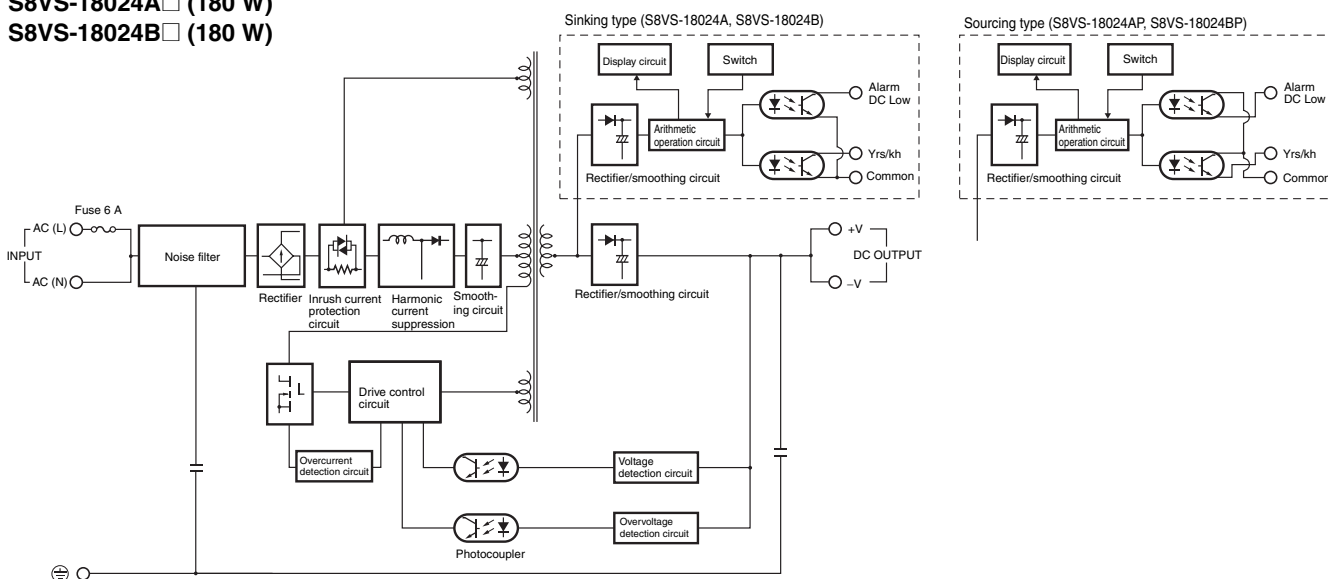 S8VS-18024A□ (180 W)
S8VS-18024B□ (180 W)
Sinking type (S8VS-18024A, S8VS-18024B)
Display circuit
Switch
Alarm
DC Low
Arithmetic
operation circuit
Yrs/kh
Common
Rectifier/smoothing circuit
Sourcing type (S8VS-18024AP, S8VS-18024BP)
Display circuit
Switch
Alarm
DC Low
Arithmetic
operation circuit
Yrs/kh
Common
Rectifier/smoothing circuit
Fuse 6 A
AC (L)
INPUT
AC (N)
Noise filter
Rectifier
Inrush current
protection
circuit
Harmonic
current
suppression
Smooth-
ing circuit
Rectifier/smoothing circuit
+V
DC OUTPUT
–V
Drive control
circuit
Overcurrent
detection circuit
Voltage
detection circuit
Overvoltage
detection circuit
Photocoupler